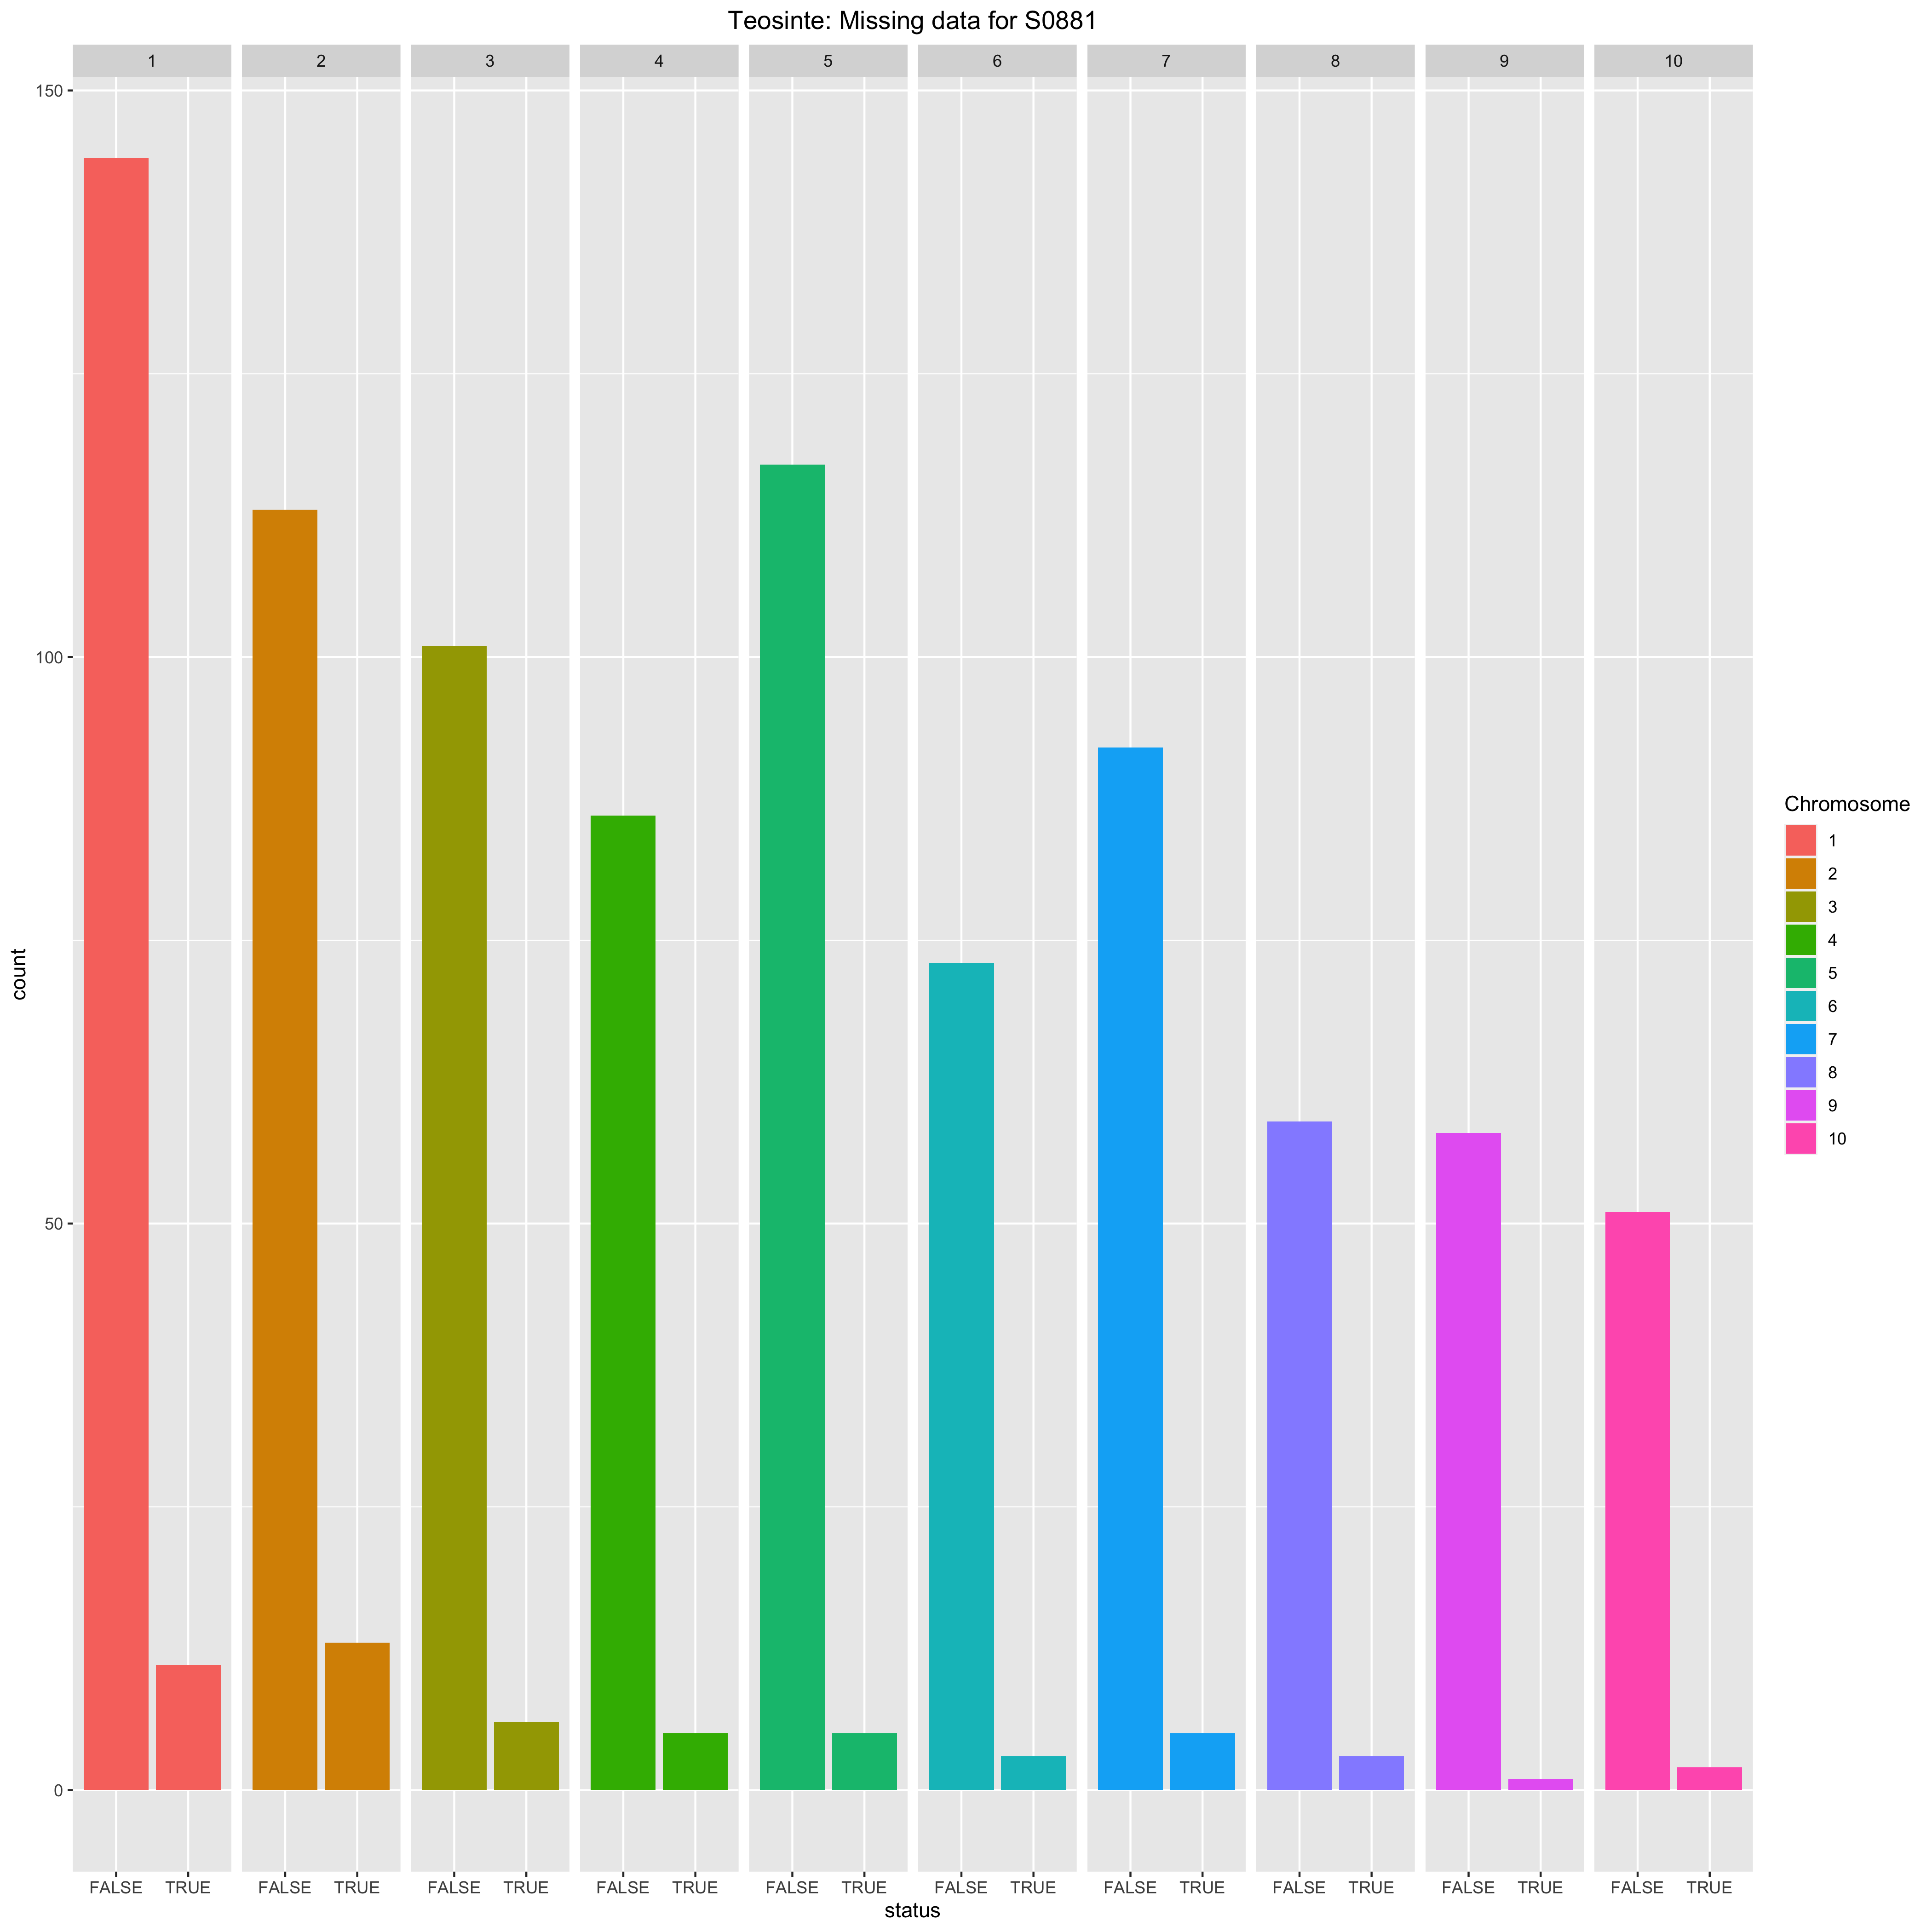 Teosinte: Missing data for S0881
1 2 3 4 5 6 7 8 9 10
150
100
50
0
count
FALSE TRUE FALSE TRUE FALSE TRUE FALSE TRUE FALSE TRUE FALSE TRUE FALSE TRUE FALSE TRUE FALSE TRUE FALSE TRUE
status
Chromosome
1
2
3
4
5
6
7
8
9
10